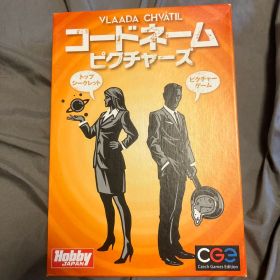 VLAADA CHVÁTIL
コードネーム
ピクチャーズ
トップ
シークレット
ピクチャー
ゲーム
Hobby
JAPAN
CGE
Czech Games Edition